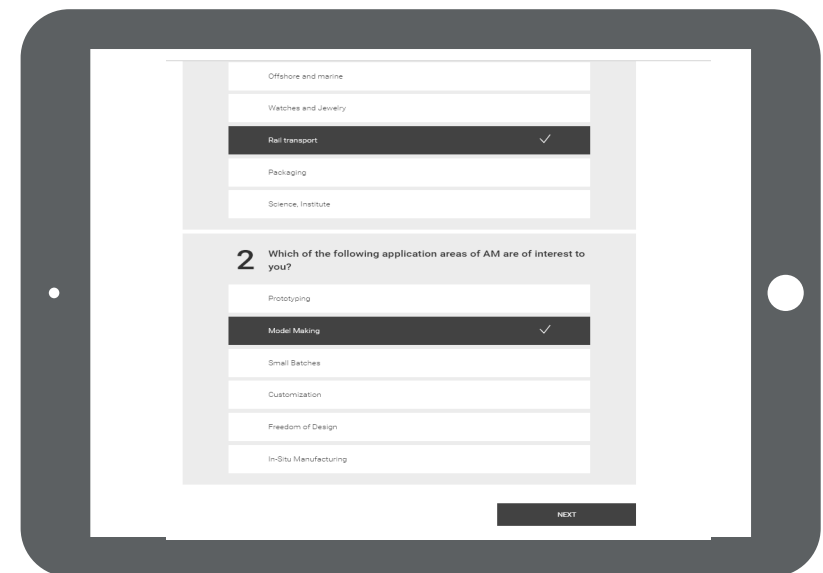 Offshore and marine
Watches and Jewelry
Rail transport
Packaging
Science, Institute
2 Which of the following application areas of AM are of interest to
you?
Prototyping
Model Making
Small Batches
Customization
Freedom of Design
In-Situ Manufacturing
NEXT